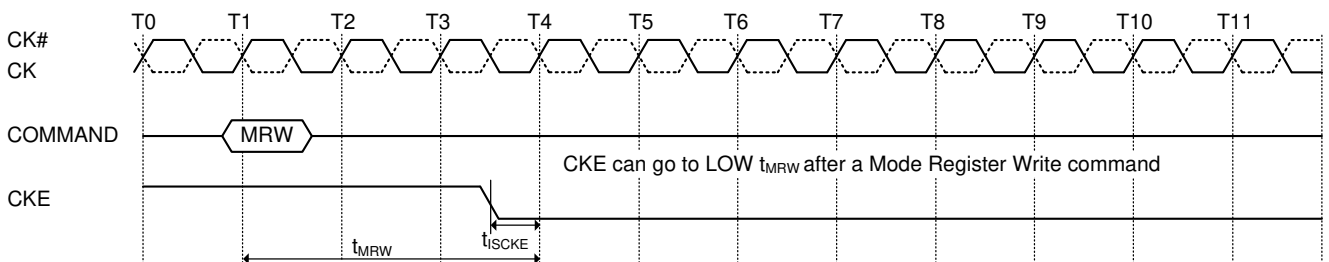 T0 T1 T2 T3 T4 T5 T6 T7 T8 T9 T10 T11
CK#
CK
COMMAND MRW
CKE can go to LOW tMRW after a Mode Register Write command
CKE
tISCKE
tMRW